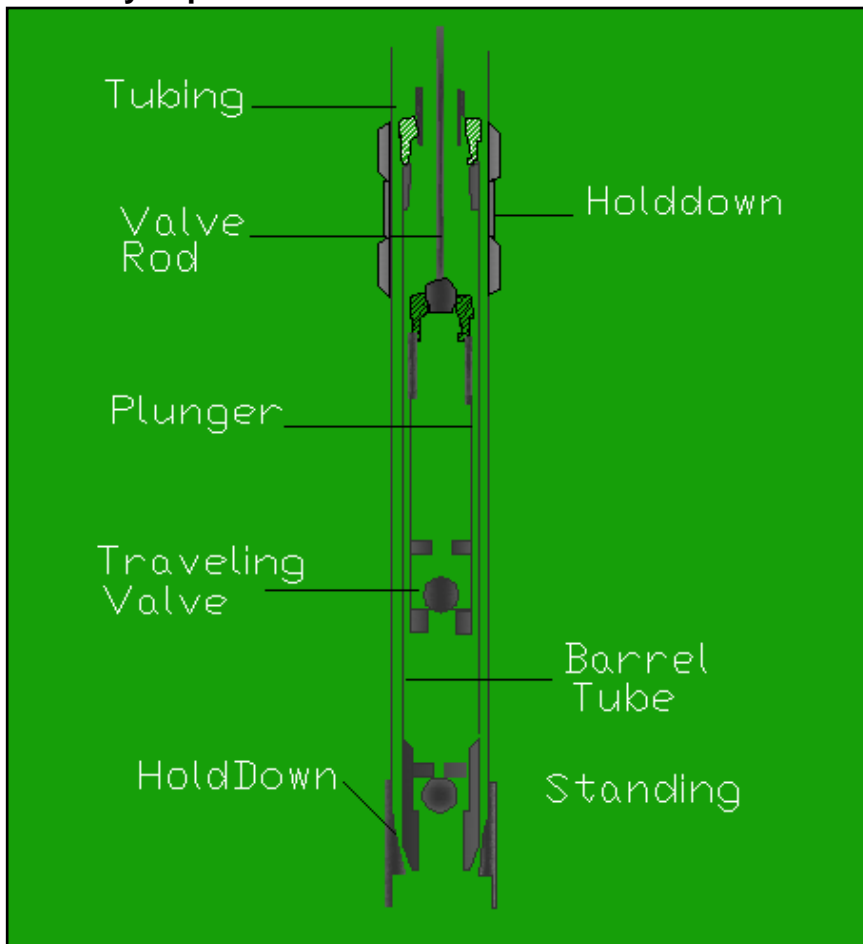 Tubing
Holddown
Valve
Rod
Plunger
Traveling
Valve
Barrel
Tube
HoldDown
Standing